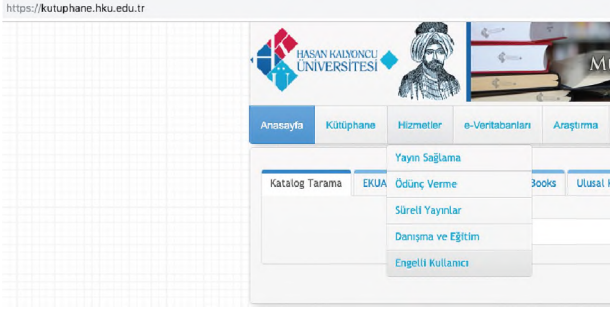 https://kutuphane.hku.edu.tr
HASAN KALYONCU
ÜNİVERSİTESİ
Anasayfa Kütüphane Hizmetler e-Veritabanları Araştırma
Yayın Sağlama
Katalog Tarama EKUA Ödünç Verme Books Ulusal
Süreli Yayınlar
Danışma ve Eğitim
Engelli Kullanıcı